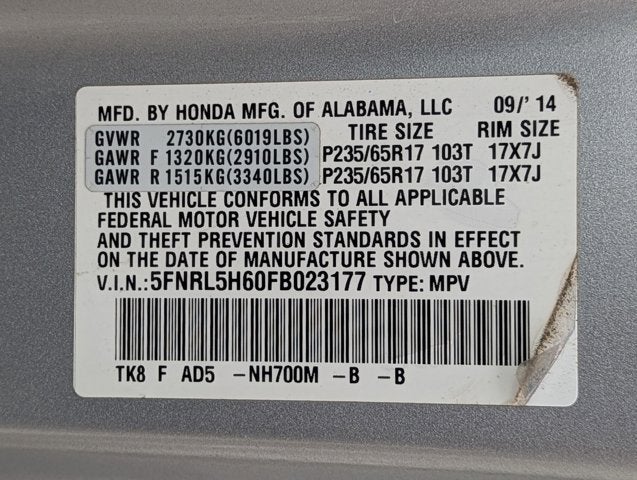 MFD. BY HONDA MFG. OF ALABAMA, LLC 09/' 14
GVWR 2730KG(6019LBS) TIRE SIZE RIM SIZE
GAWR F 1320KG(2910LBS) P235/65R17 103T 17X7J
GAWR R 1515KG(3340LBS) P235/65R17 103T 17X7J
THIS VEHICLE CONFORMS TO ALL APPLICABLE
FEDERAL MOTOR VEHICLE SAFETY
AND THEFT PREVENTION STANDARDS IN EFFECT
ON THE DATE OF MANUFACTURE SHOWN ABOVE.
V.I.N.:5FNRL5H60FB023177 TYPE: MPV
TK8 F AD5 -NH700M -B -B